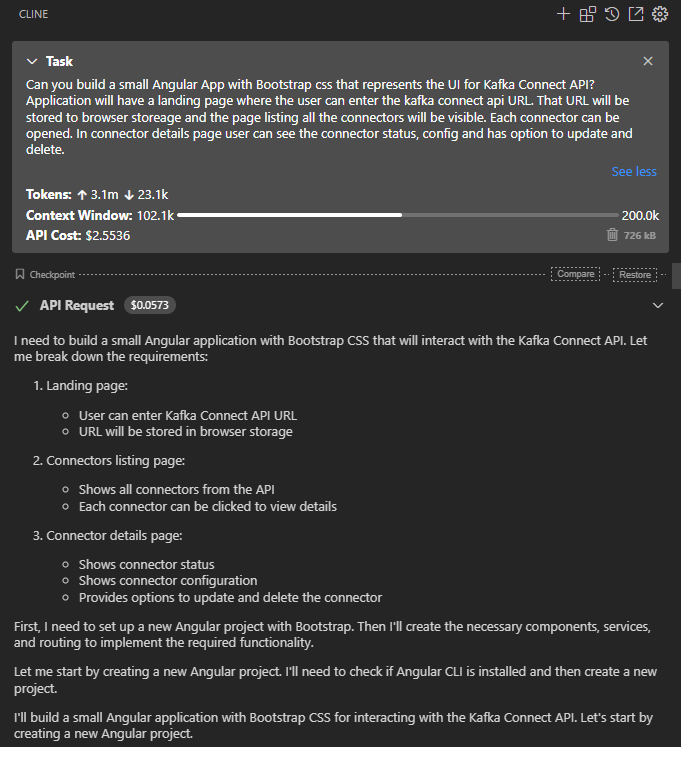 CLINE
Task
Can you build a small Angular App with Bootstrap css that represents the UI for Kafka Connect API?
Application will have a landing page where the user can enter the kafka connect api URL. That URL will be
stored to browser storeage and the page listing all the connectors will be visible. Each connector can be
opened. In connector details page user can see the connector status, config and has option to update and
delete.
See less
Tokens: ↑ 3.1m ↓ 23.1k
Context Window: 102.1k 200.0k
API Cost: $2.5536 726 kB
Checkpoint Compare Restore
API Request $0.0573
I need to build a small Angular application with Bootstrap CSS that will interact with the Kafka Connect API. Let
me break down the requirements:
1. Landing page:
○ User can enter Kafka Connect API URL
○ URL will be stored in browser storage
2. Connectors listing page:
○ Shows all connectors from the API
○ Each connector can be clicked to view details
3. Connector details page:
○ Shows connector status
○ Shows connector configuration
○ Provides options to update and delete the connector
First, I need to set up a new Angular project with Bootstrap. Then I'll create the necessary components, services,
and routing to implement the required functionality.
Let me start by creating a new Angular project. I'll need to check if Angular CLI is installed and then create a new
project.
I'll build a small Angular application with Bootstrap CSS for interacting with the Kafka Connect API. Let's start by
creating a new Angular project.